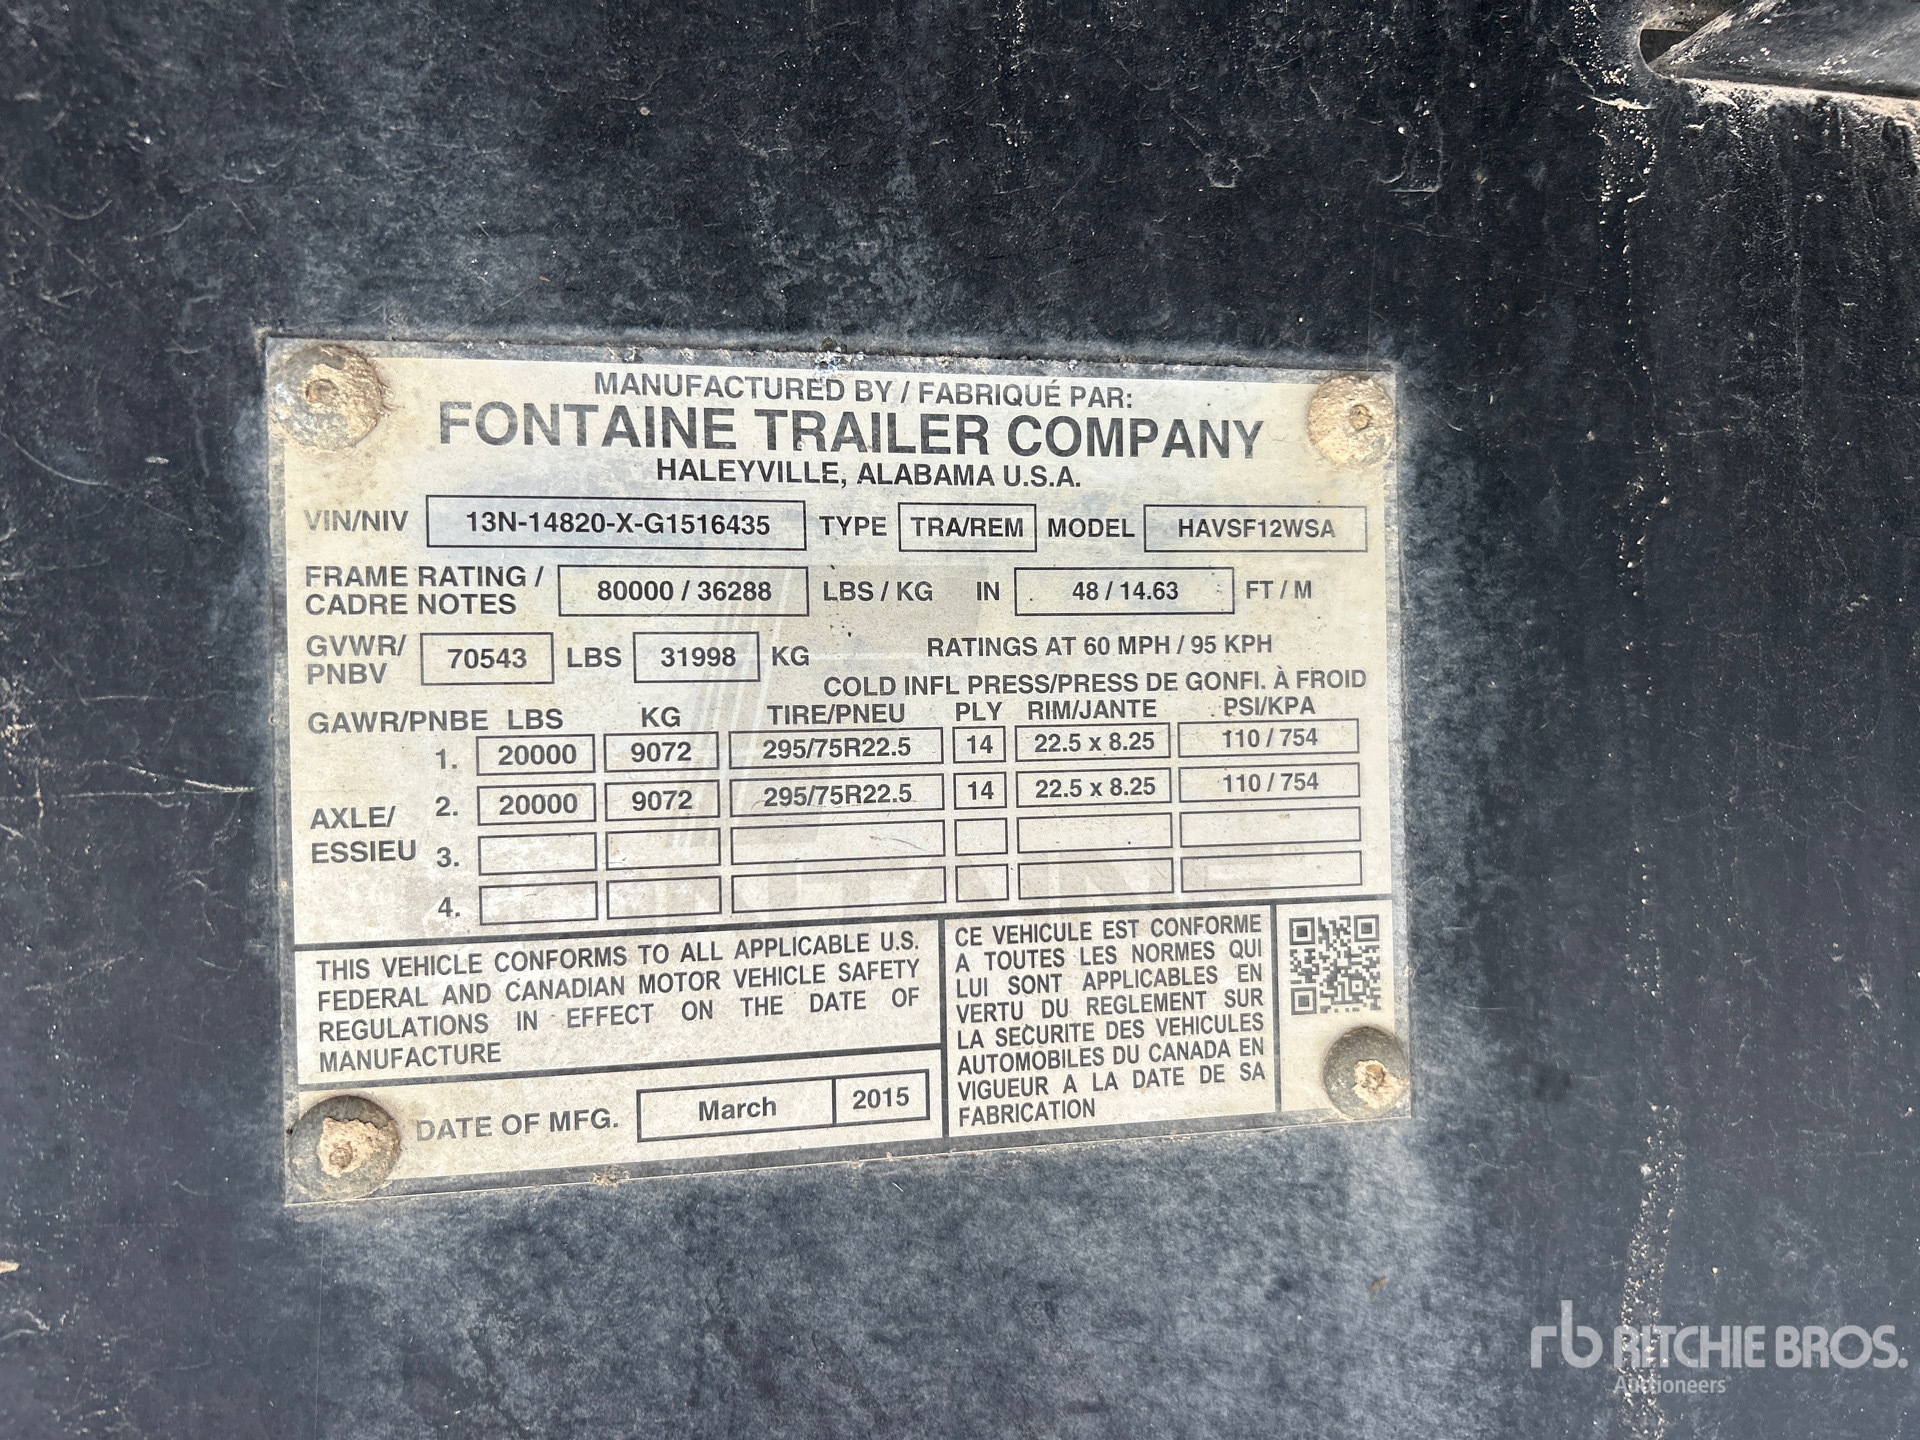 MANUFACTURED BY / FABRIQUÉ PAR:
FONTAINE TRAILER COMPANY
HALEYVILLE, ALABAMA U.S.A.
VIN/NIV 13N-14820-X-G1516435 TYPE TRA/REM MODEL HAVSF12WSA
FRAME RATING / CADRE NOTES 80000 / 36288 LBS / KG IN 48 / 14.63 FT / M
GVWR/ PNBV 70543 LBS 31998 KG RATINGS AT 60 MPH / 95 KPH
COLD INFL PRESS/PRESS DE GONFI. À FROID
GAWR/PNBE LBS KG TIRE/PNEU PLY RIM/JANTE PSI/KPA
1. 20000 9072 295/75R22.5 14 22.5 x 8.25 110 / 754
AXLE/ ESSIEU
2. 20000 9072 295/75R22.5 14 22.5 x 8.25 110 / 754
3.
4.
THIS VEHICLE CONFORMS TO ALL APPLICABLE U.S.
FEDERAL AND CANADIAN MOTOR VEHICLE SAFETY
REGULATIONS IN EFFECT ON THE DATE OF
MANUFACTURE
DATE OF MFG. March 2015
CE VEHICULE EST CONFORME
A TOUTES LES NORMES QUI
LUI SONT APPLICABLES EN
VERTU DU REGLEMENT SUR
LA SECURITE DES VEHICULES
AUTOMOBILES DU CANADA EN
VIGUEUR A LA DATE DE SA
FABRICATION
rb RITCHIE BROS.
Auctioneers